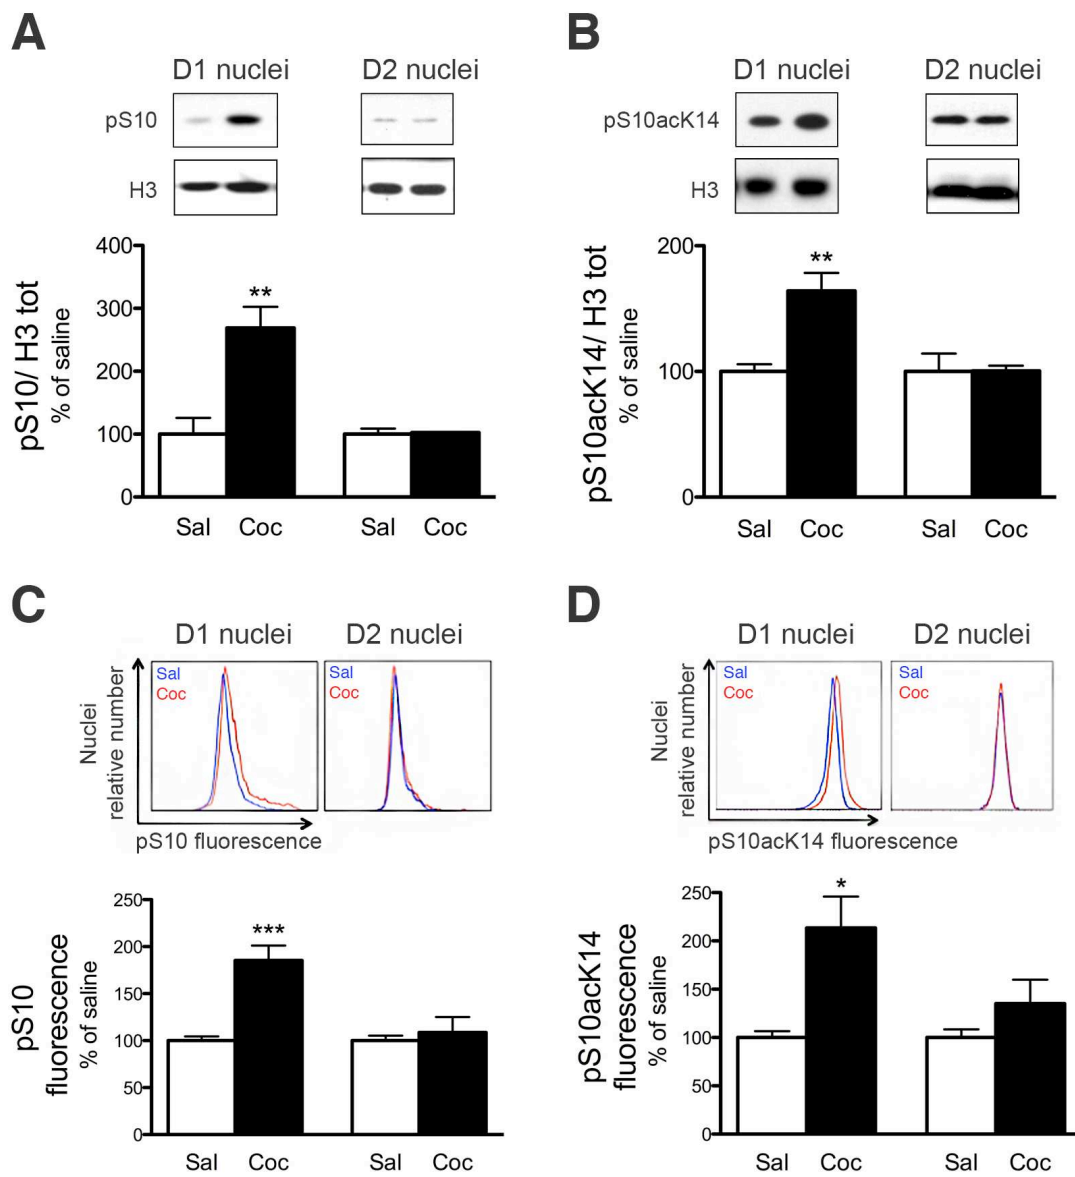 A
D1 nuclei
D2 nuclei
pS10
H3
400
300
200
100
0
pS10/ H3 tot
% of saline
**
Sal
Coc
Sal
Coc
B
D1 nuclei
D2 nuclei
pS10acK14
H3
200
100
0
pS10acK14/ H3 tot
% of saline
**
Sal
Coc
Sal
Coc
C
D1 nuclei
D2 nuclei
Sal
Coc
Sal
Coc
Nuclei
relative number
pS10 fluorescence
250
200
150
100
50
0
pS10
fluorescence
% of saline
***
Sal
Coc
Sal
Coc
D
D1 nuclei
D2 nuclei
Sal
Coc
Sal
Coc
Nuclei
relative number
pS10acK14 fluorescence
250
200
150
100
50
0
pS10acK14
fluorescence
% of saline
*
Sal
Coc
Sal
Coc